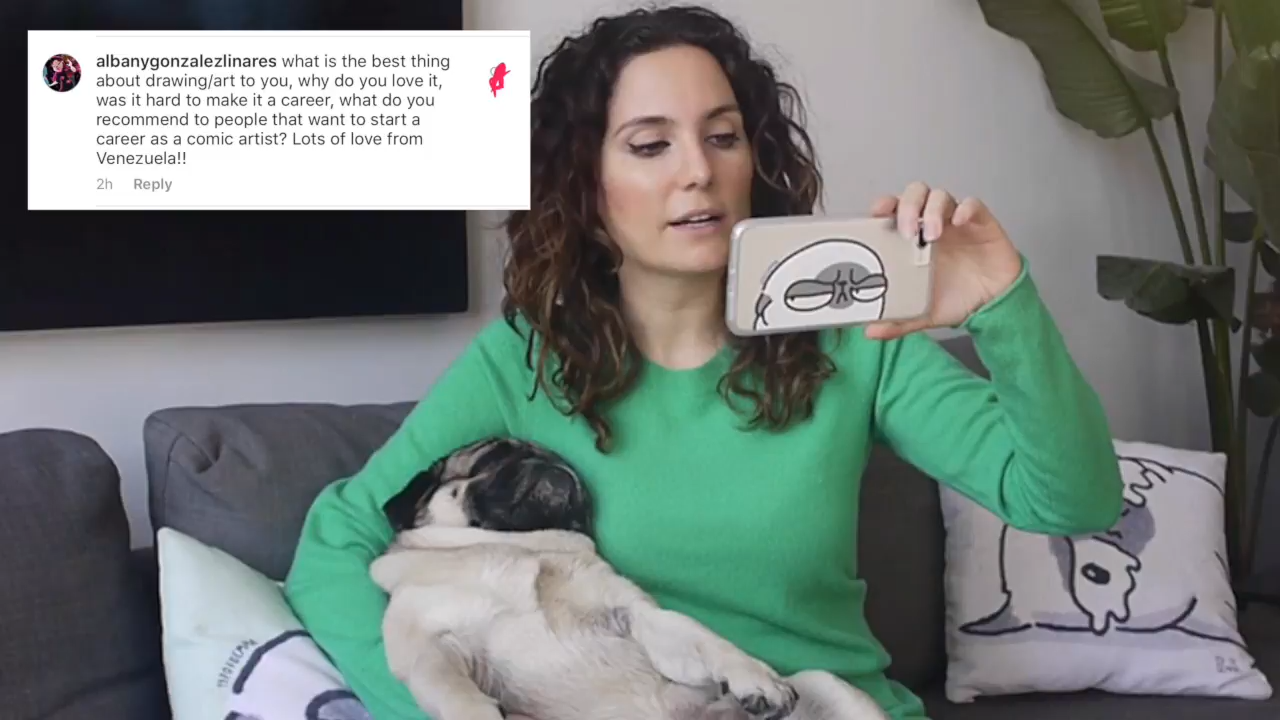 albanygonzalezlinares what is the best thing
about drawing/art to you, why do you love it,
was it hard to make it a career, what do you
recommend to people that want to start a
career as a comic artist? Lots of love from
Venezuela!!
2h Reply